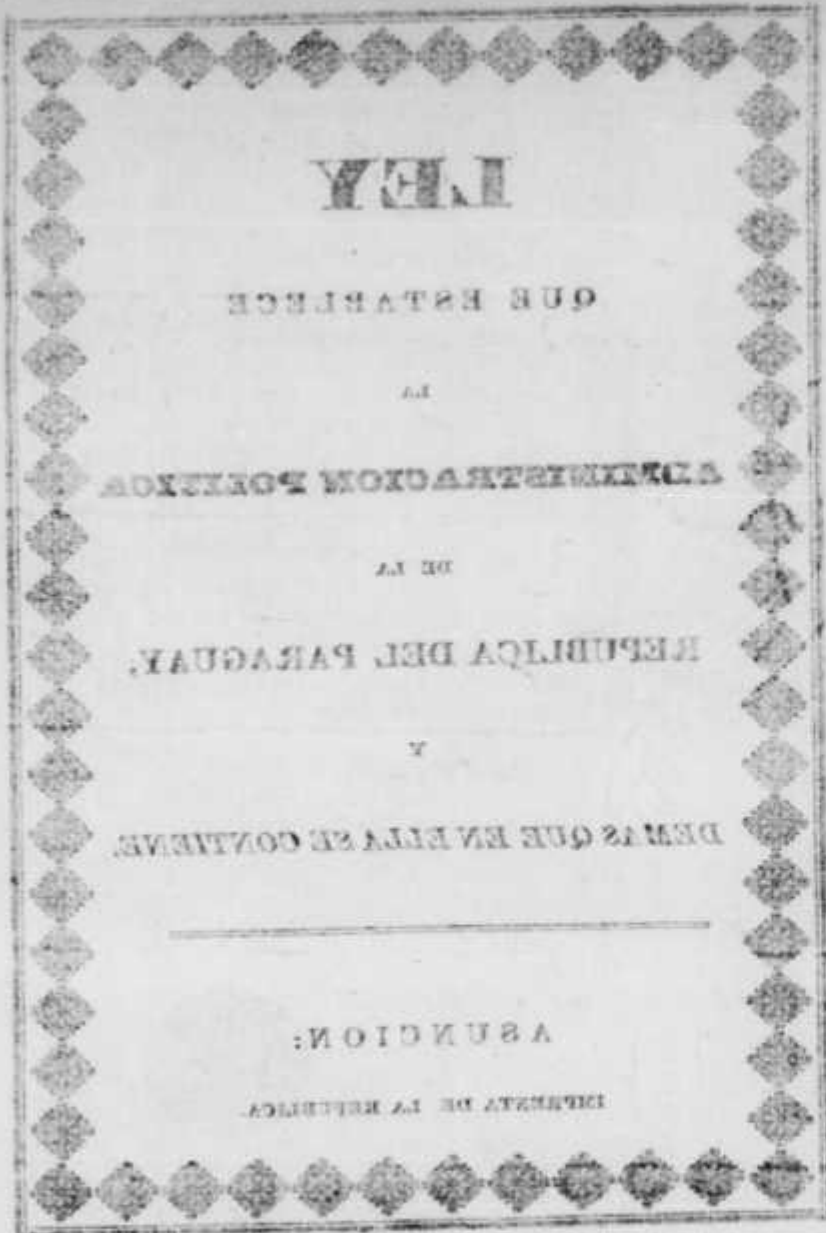 LEY
QUE ESTABLECE
LA
ADMINISTRACION POLITICA
DE LA
REPUBLICA DEL PARAGUAY,
Y
DEMAS QUE EN ELLA SE CONTIENE.
ASUNCION:
IMPRENTA DE LA REPUBLICA.